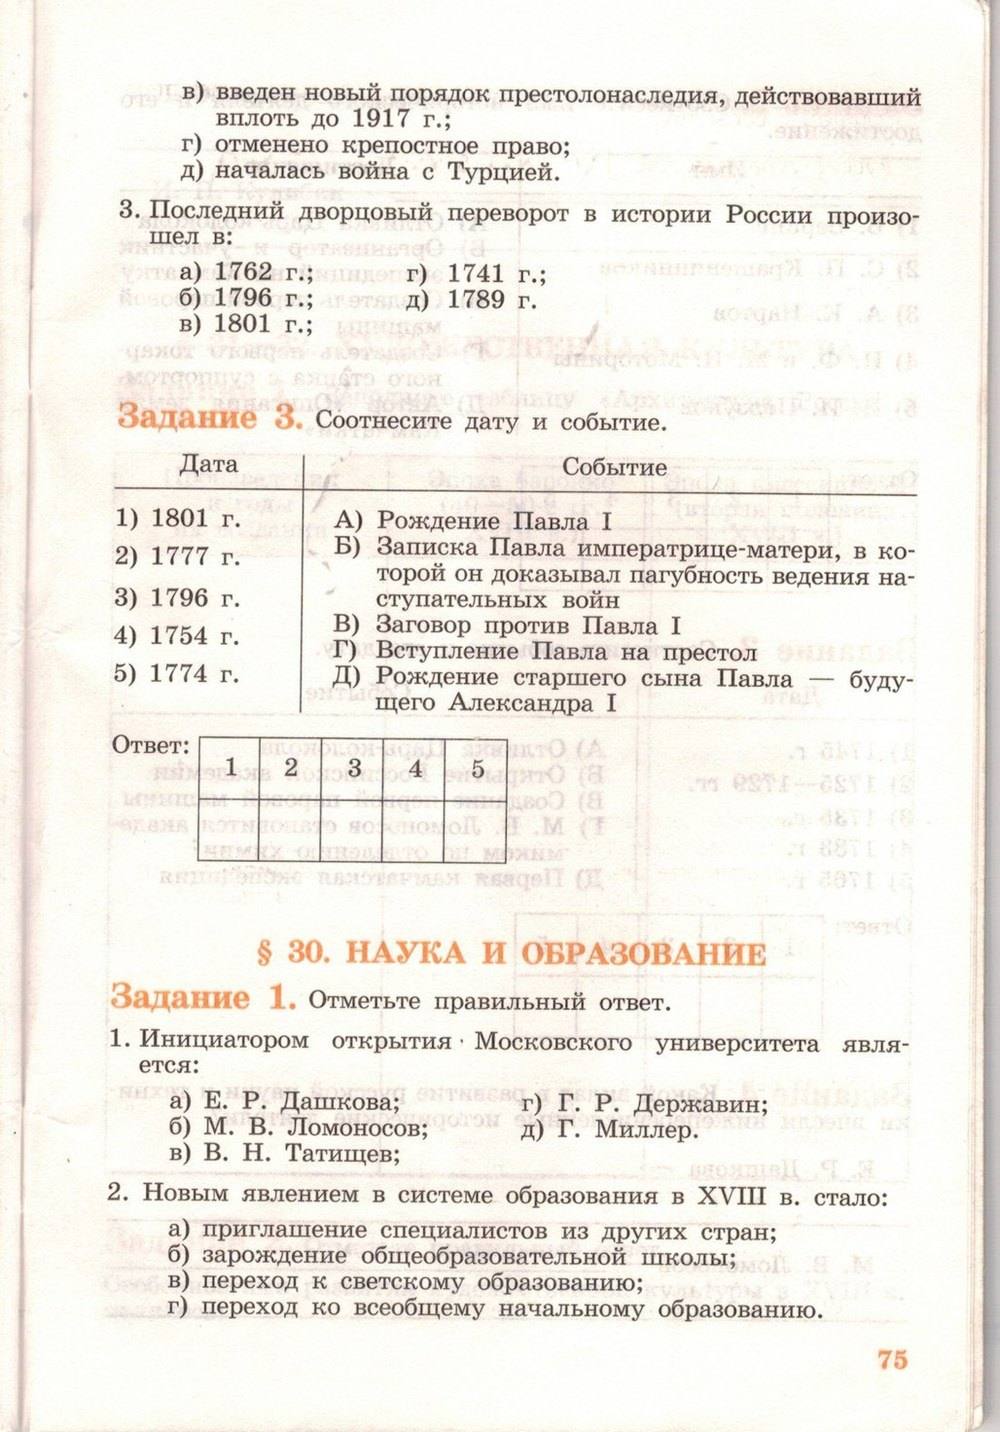 в) введен новый порядок престолонаследия, действовавший
вплоть до 1917 г.;
г) отменено крепостное право;
д) началась война с Турцией.
3. Последний дворцовый переворот в истории России произо-
шел в:
а) 1762 г.; г) 1741 г.;
б) 1796 г.; д) 1789 г.
в) 1801 г.;
Задание 3. Соотнесите дату и событие.
Дата Событие
1) 1801 г.
2) 1777 г.
3) 1796 г.
4) 1754 г.
5) 1774 г.
А) Рождение Павла I
Б) Записка Павла императрице-матери, в ко-
торой он доказывал пагубность ведения на-
ступательных войн
В) Заговор против Павла I
Г) Вступление Павла на престол
Д) Рождение старшего сына Павла — буду-
щего Александра I
Ответ:
1 2 3 4 5
§ 30. НАУКА И ОБРАЗОВАНИЕ
Задание 1. Отметьте правильный ответ.
1. Инициатором открытия Московского университета явля-
ется:
а) Е. Р. Дашкова; г) Г. Р. Державин;
б) М. В. Ломоносов; д) Г. Миллер.
в) В. Н. Татищев;
2. Новым явлением в системе образования в XVIII в. стало:
а) приглашение специалистов из других стран;
б) зарождение общеобразовательной школы;
в) переход к светскому образованию;
г) переход ко всеобщему начальному образованию.
75